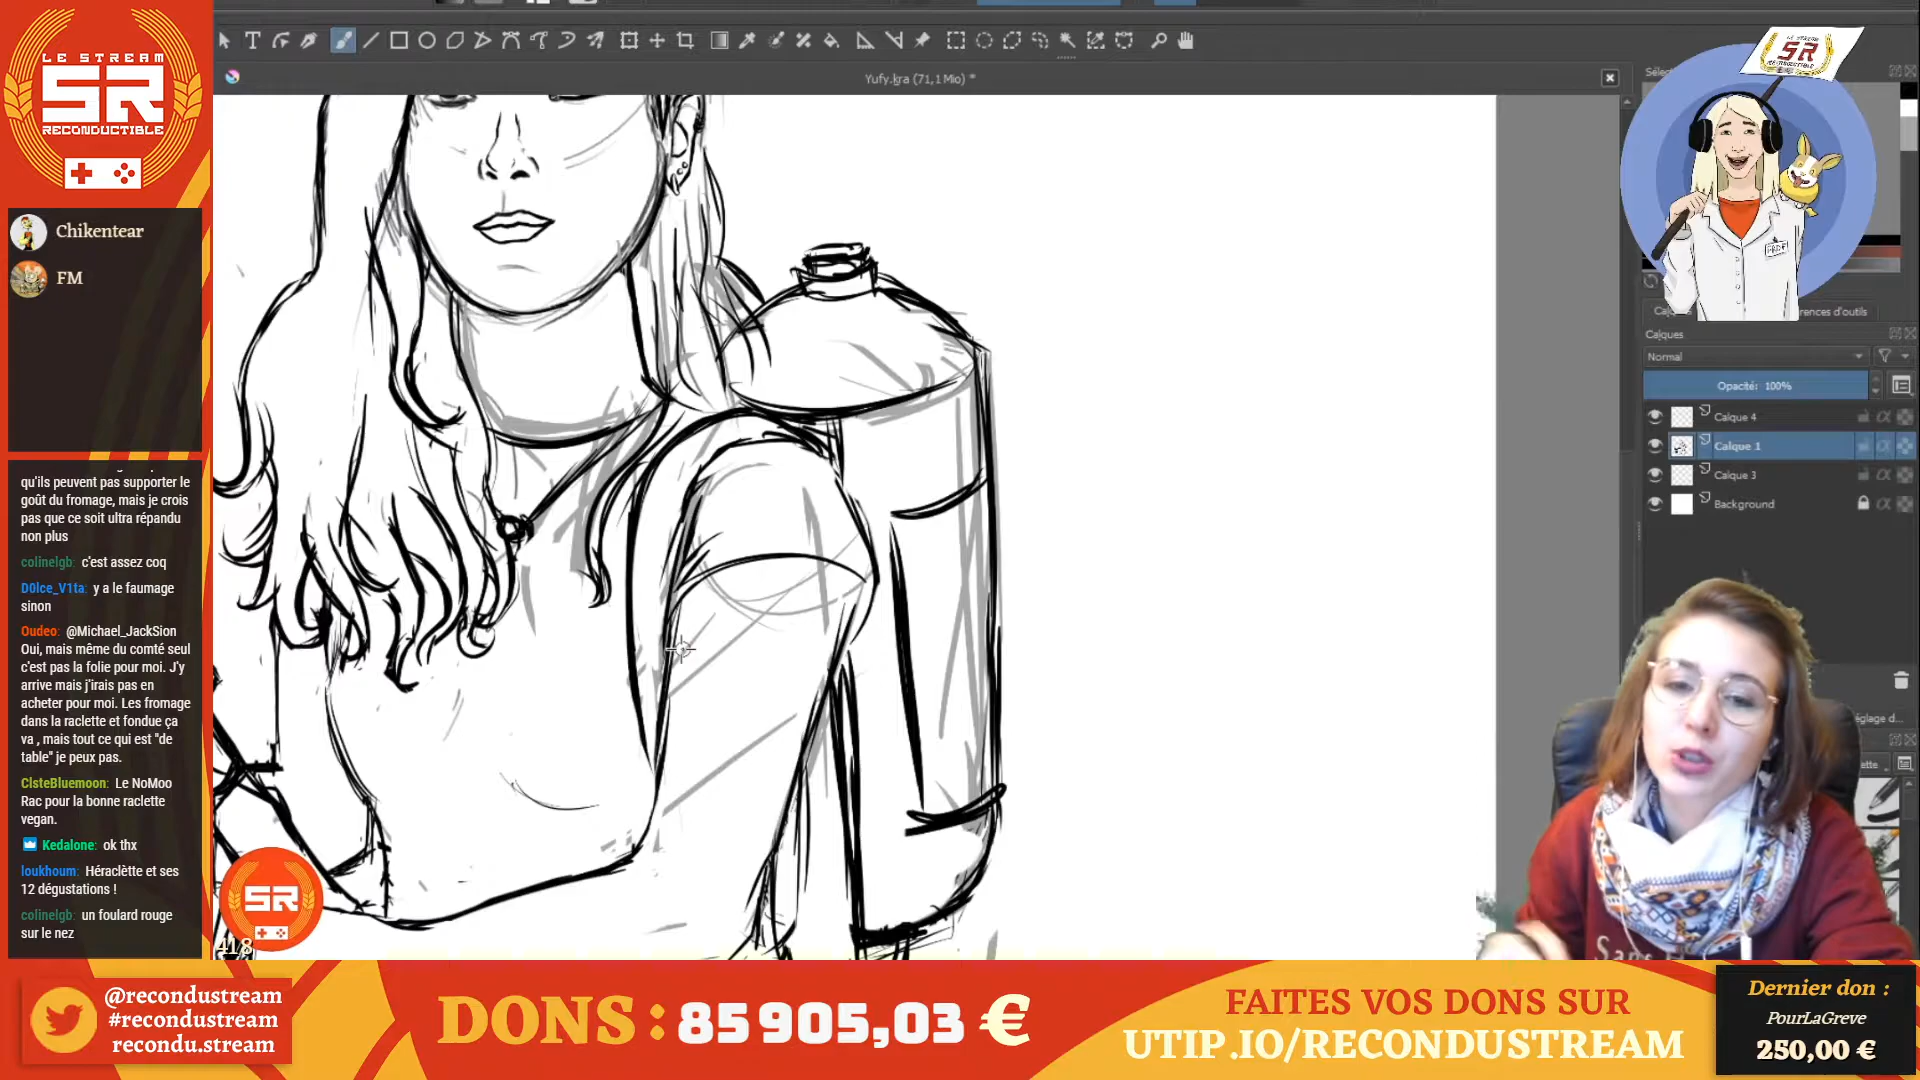 LE STREAM
SR
RECONDUCTIBLE
Chikentear
FM
qu'ils peuvent pas supporter le
goût du fromage, mais je crois
pas que ce soit ultra répandu
non plus
colinelgb: c'est assez coq
D0lce_V1ta: y a le faumage
sinon
Oudeo: @Michael_JackSion
Oui, mais même du comté seul
c'est pas la folie pour moi. J'y
arrive mais j'irais pas en
acheter pour moi. Les fromage
dans la raclette et fondue ça
va , mais tout ce qui est "de
table" je peux pas.
ClsteBluemoon: Le NoMoo
Rac pour la bonne raclette
vegan.
Kedalone: ok thx
loukhoum: Héraclètte et ses
12 dégustations !
colinelgb: un foulard rouge
sur le nez
Yufy.kra (71,1 Mio) *
LE STREAM
SR
Calques
Normal
Opacité: 100%
Calque 4
Calque 1
Calque 3
Background
SR
418
@recondustream
#recondustream
recondu.stream
DONS : 85 905,03 €
FAITES VOS DONS SUR
UTIP.IO/RECONDUSTREAM
Dernier don :
PourLaGreve
250,00 €